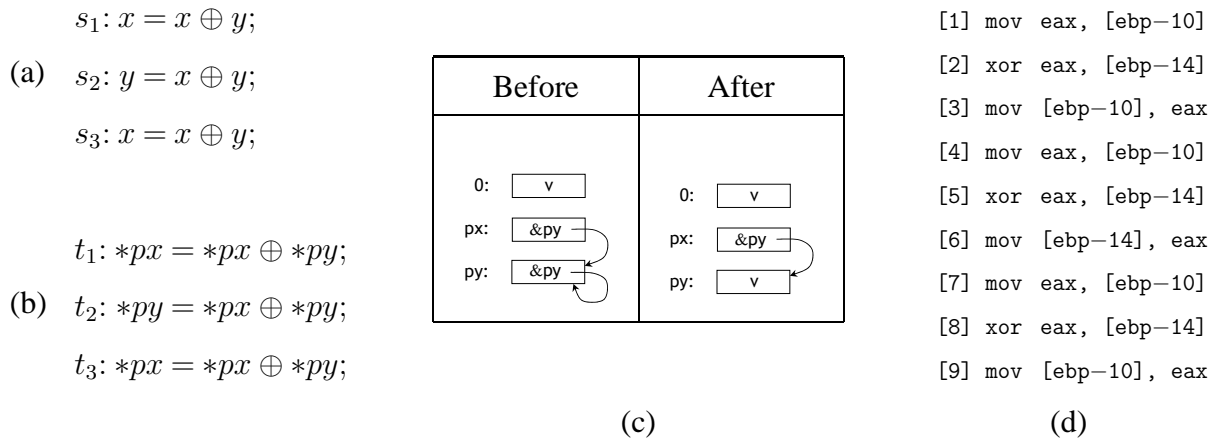 (a)
s₁: x = x ⊕ y;
s₂: y = x ⊕ y;
s₃: x = x ⊕ y;
(b)
t₁: ∗px = ∗px ⊕ ∗py;
t₂: ∗py = ∗px ⊕ ∗py;
t₃: ∗px = ∗px ⊕ ∗py;
Before After
0: v
px: &py
py: &py
0: v
px: &py
py: v
(c)
[1] mov eax, [ebp−10]
[2] xor eax, [ebp−14]
[3] mov [ebp−10], eax
[4] mov eax, [ebp−10]
[5] xor eax, [ebp−14]
[6] mov [ebp−14], eax
[7] mov eax, [ebp−10]
[8] xor eax, [ebp−14]
[9] mov [ebp−10], eax
(d)